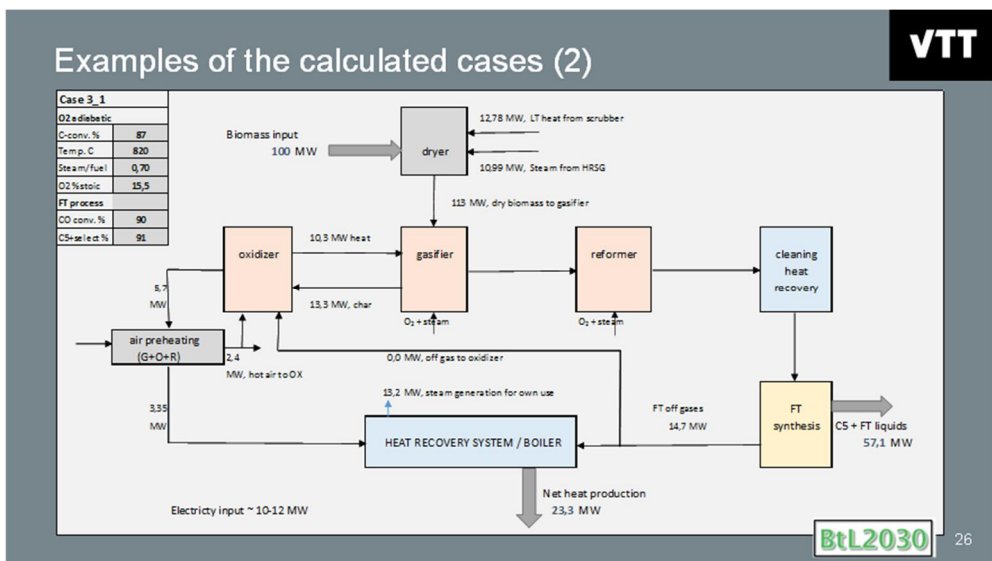 VTT
Examples of the calculated cases (2)
Case 3_1
O2 adiabatic
C-conv. % 87
Temp. C 820
Steam/fuel 0,70
O2 %stoic 15,5
FT process
CO conv. % 90
C5+select % 91
Biomass input
100 MW
dryer
12,78 MW, LT heat from scrubber
10,99 MW, Steam from HRSG
113 MW, dry biomass to gasifier
oxidizer
10,3 MW heat
gasifier
reformer
cleaning
heat
recovery
13,3 MW, char
5,7
MW
O₂ + steam
O₂ + steam
air preheating
(G+O+R)
2,4
MW, hot air to OX
0,0 MW, off gas to oxidizer
13,2 MW, steam generation for own use
3,35
MW
HEAT RECOVERY SYSTEM / BOILER
FT off gases
14,7 MW
FT
synthesis
C5 + FT liquids
57,1 MW
Net heat production
23,3 MW
Electricty input ~ 10-12 MW
BtL2030
26